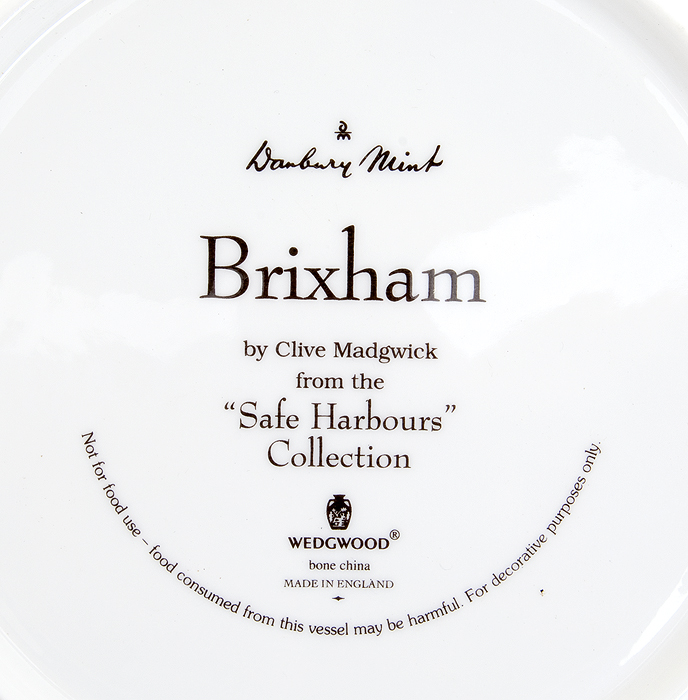 Danbury Mint
Brixham
by Clive Madgwick
from the
“Safe Harbours”
Collection
WEDGWOOD®
bone china
MADE IN ENGLAND
Not for food use – food consumed from this vessel may be harmful. For decorative purposes only.